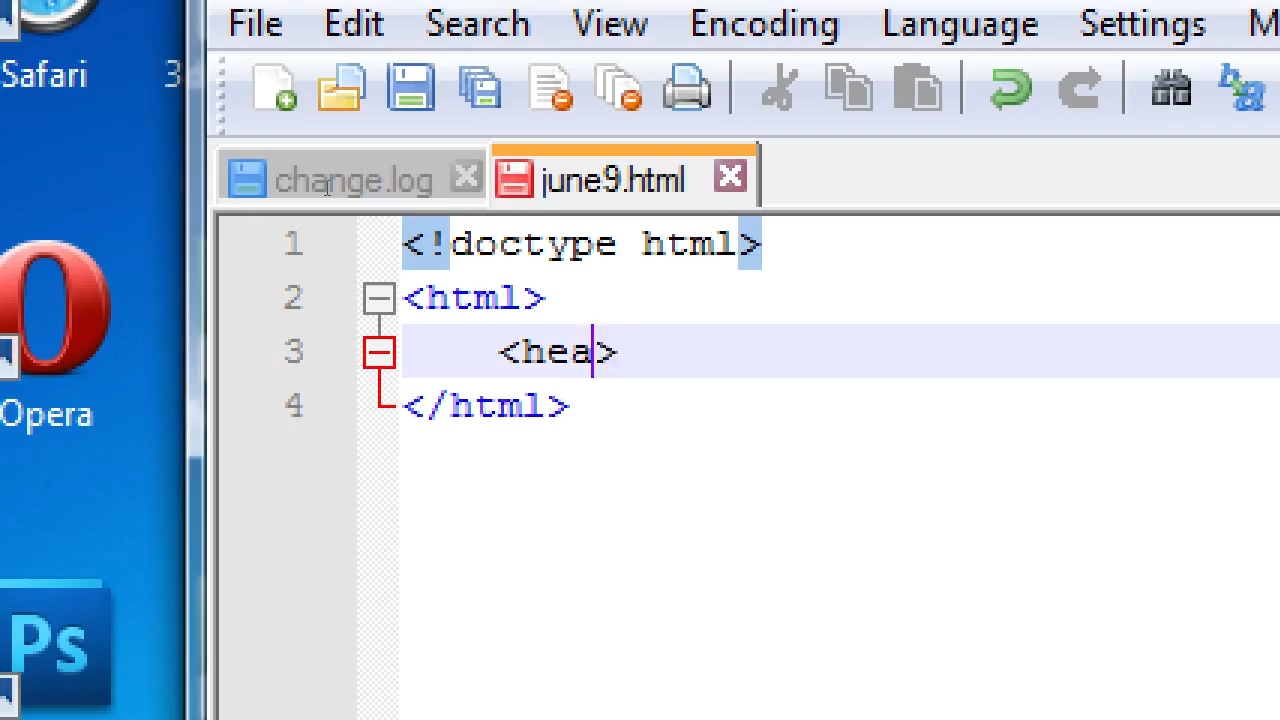 File Edit Search View Encoding Language Settings M
Safari 3
change.log june9.html
1 <!doctype html>
2 <html>
3 <hea>
4 </html>
Opera
Ps